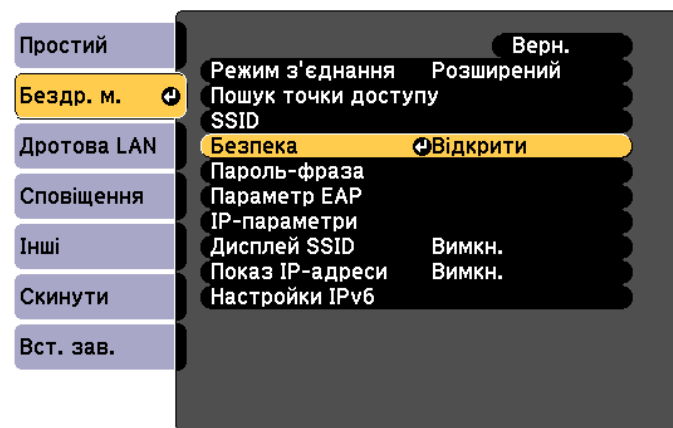 Простий
Бездр. м.
Дротова LAN
Сповіщення
Інші
Скинути
Вст. зав.
Верн.
Режим з'єднання Розширений
Пошук точки доступу
SSID
Безпека Відкрити
Пароль-фраза
Параметр EAP
IP-параметри
Дисплей SSID Вимкн.
Показ IP-адреси Вимкн.
Настройки IPv6